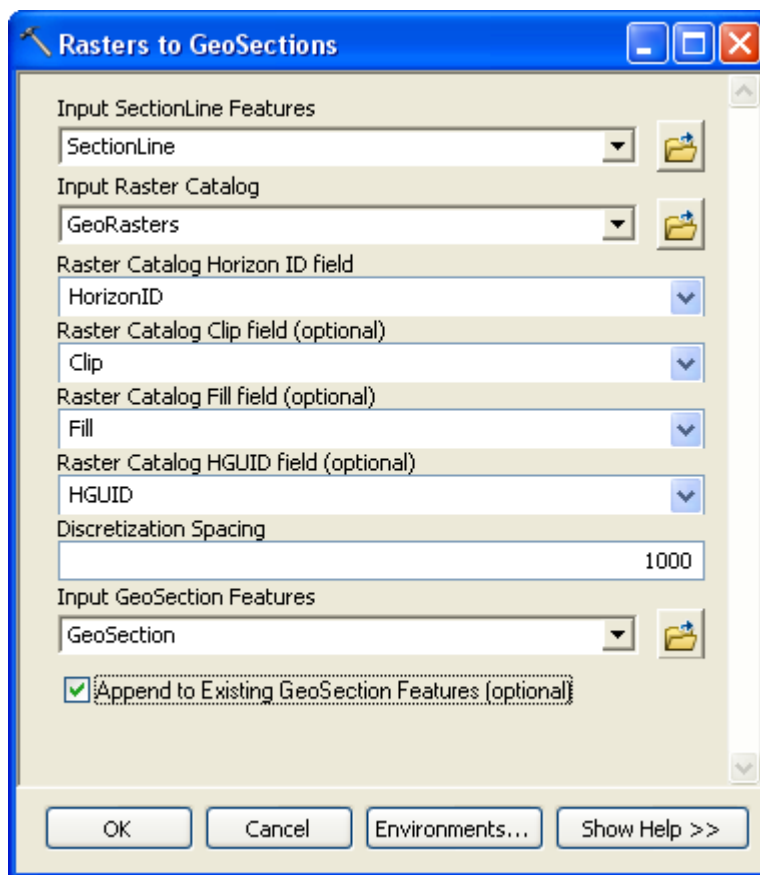 Rasters to GeoSections
Input SectionLine Features
SectionLine
Input Raster Catalog
GeoRasters
Raster Catalog Horizon ID field
HorizonID
Raster Catalog Clip field (optional)
Clip
Raster Catalog Fill field (optional)
Fill
Raster Catalog HGUID field (optional)
HGUID
Discretization Spacing
1000
Input GeoSection Features
GeoSection
Append to Existing GeoSection Features (optional)
OK Cancel Environments... Show Help >>